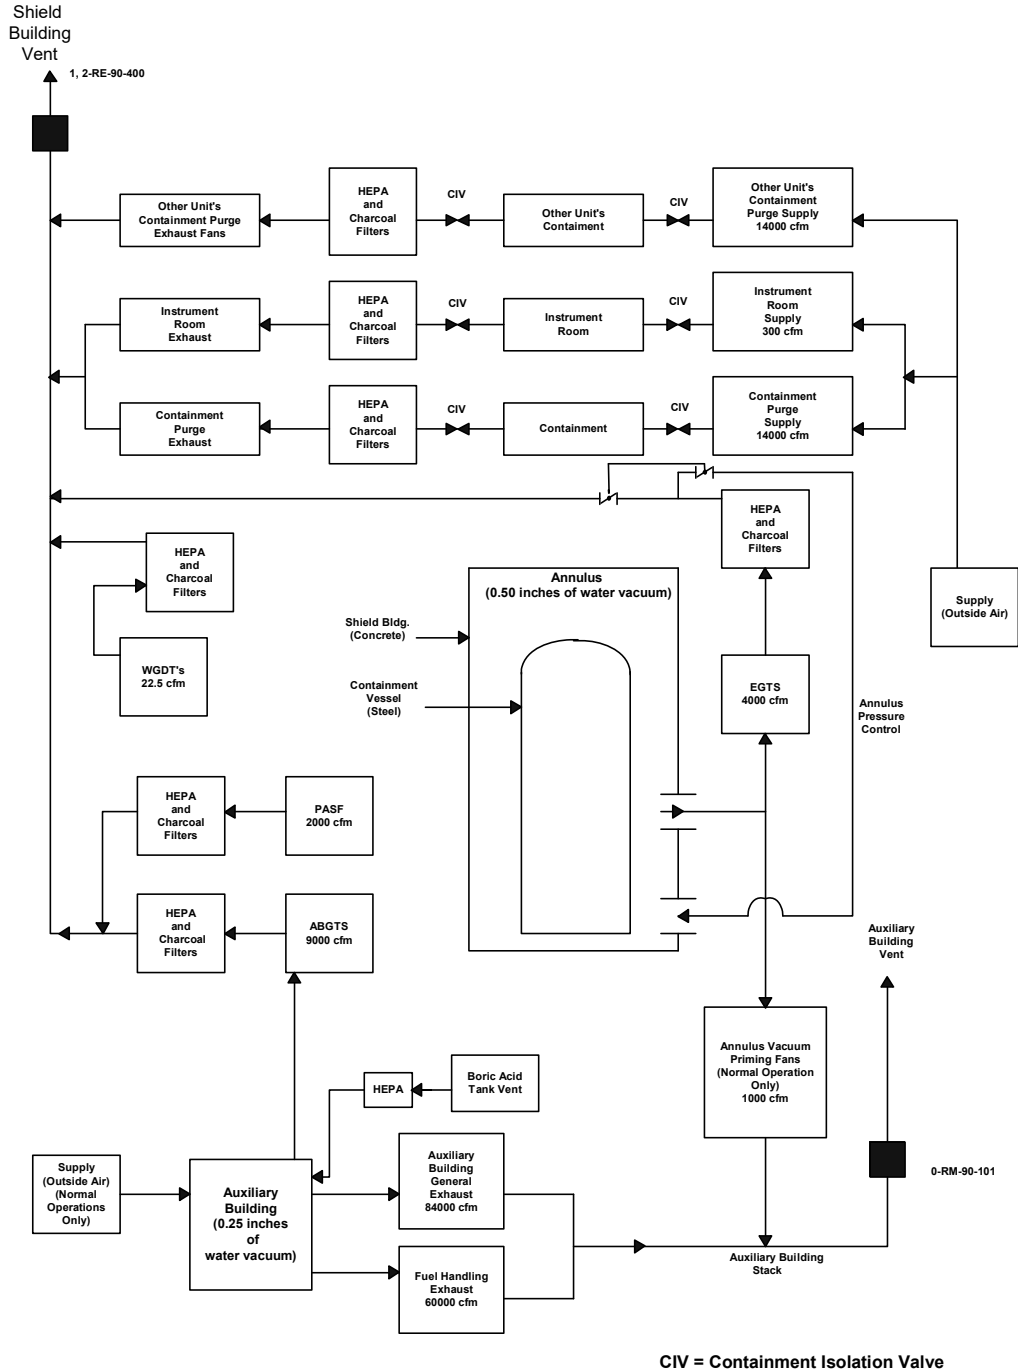 Shield
Building
Vent
1, 2-RE-90-400
Other Unit's
Containment Purge
Exhaust Fans
HEPA
and
Charcoal
Filters
CIV
Other Unit's
Contaiment
CIV
Other Unit's
Containment
Purge Supply
14000 cfm
Instrument
Room
Exhaust
HEPA
and
Charcoal
Filters
CIV
Instrument
Room
CIV
Instrument
Room
Supply
300 cfm
Containment
Purge
Exhaust
HEPA
and
Charcoal
Filters
CIV
Containment
CIV
Containment
Purge
Supply
14000 cfm
HEPA
and
Charcoal
Filters
HEPA
and
Charcoal
Filters
Annulus
(0.50 inches of water vacuum)
Supply
(Outside Air)
Shield Bldg.
(Concrete)
WGDT's
22.5 cfm
Containment
Vessel
(Steel)
EGTS
4000 cfm
Annulus
Pressure
Control
HEPA
and
Charcoal
Filters
PASF
2000 cfm
HEPA
and
Charcoal
Filters
ABGTS
9000 cfm
Auxiliary
Building
Vent
Annulus Vacuum
Priming Fans
(Normal Operation
Only)
1000 cfm
HEPA
Boric Acid
Tank Vent
Supply
(Outside Air)
(Normal
Operations
Only)
Auxiliary
Building
(0.25 inches
of
water vacuum)
Auxiliary
Building
General
Exhaust
84000 cfm
0-RM-90-101
Auxiliary Building
Stack
Fuel Handling
Exhaust
60000 cfm
CIV = Containment Isolation Valve